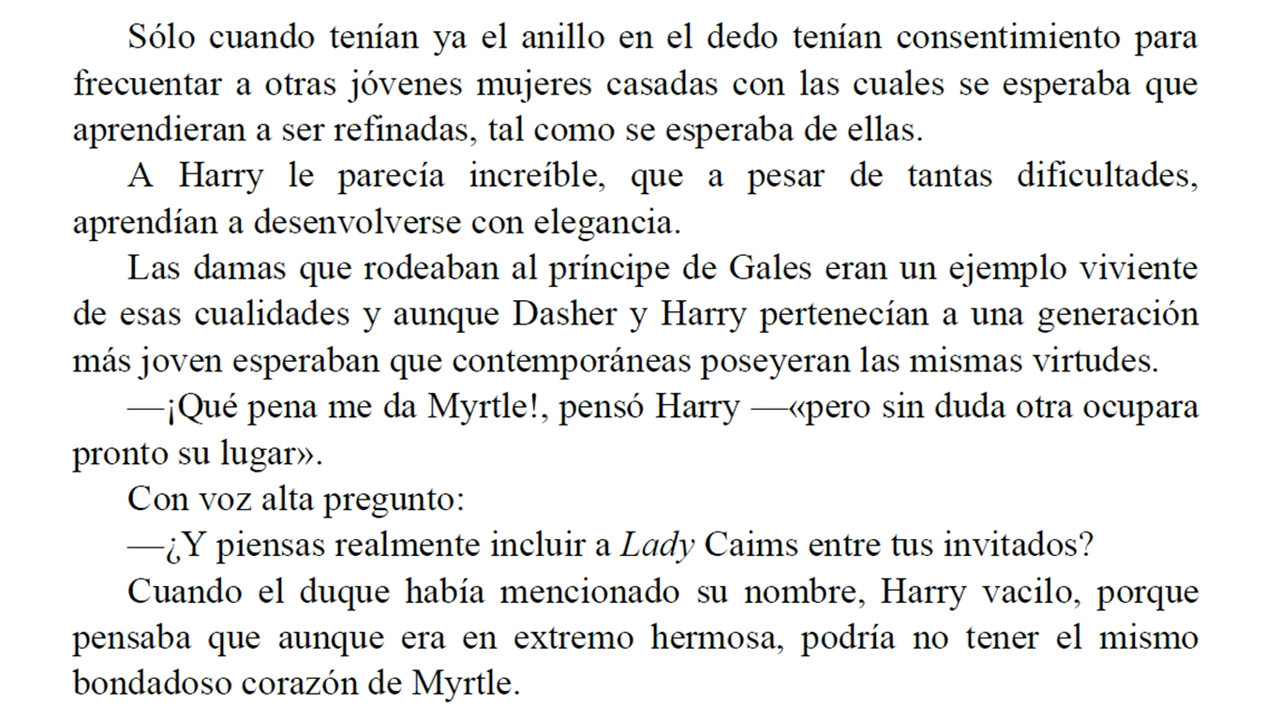 Sólo cuando tenían ya el anillo en el dedo tenían consentimiento para
frecuentar a otras jóvenes mujeres casadas con las cuales se esperaba que
aprendieran a ser refinadas, tal como se esperaba de ellas.
A Harry le parecía increíble, que a pesar de tantas dificultades,
aprendían a desenvolverse con elegancia.
Las damas que rodeaban al príncipe de Gales eran un ejemplo viviente
de esas cualidades y aunque Dasher y Harry pertenecían a una generación
más joven esperaban que contemporáneas poseyeran las mismas virtudes.
—¡Qué pena me da Myrtle!, pensó Harry —«pero sin duda otra ocupara
pronto su lugar».
Con voz alta pregunto:
—¿Y piensas realmente incluir a Lady Caims entre tus invitados?
Cuando el duque había mencionado su nombre, Harry vacilo, porque
pensaba que aunque era en extremo hermosa, podría no tener el mismo
bondadoso corazón de Myrtle.